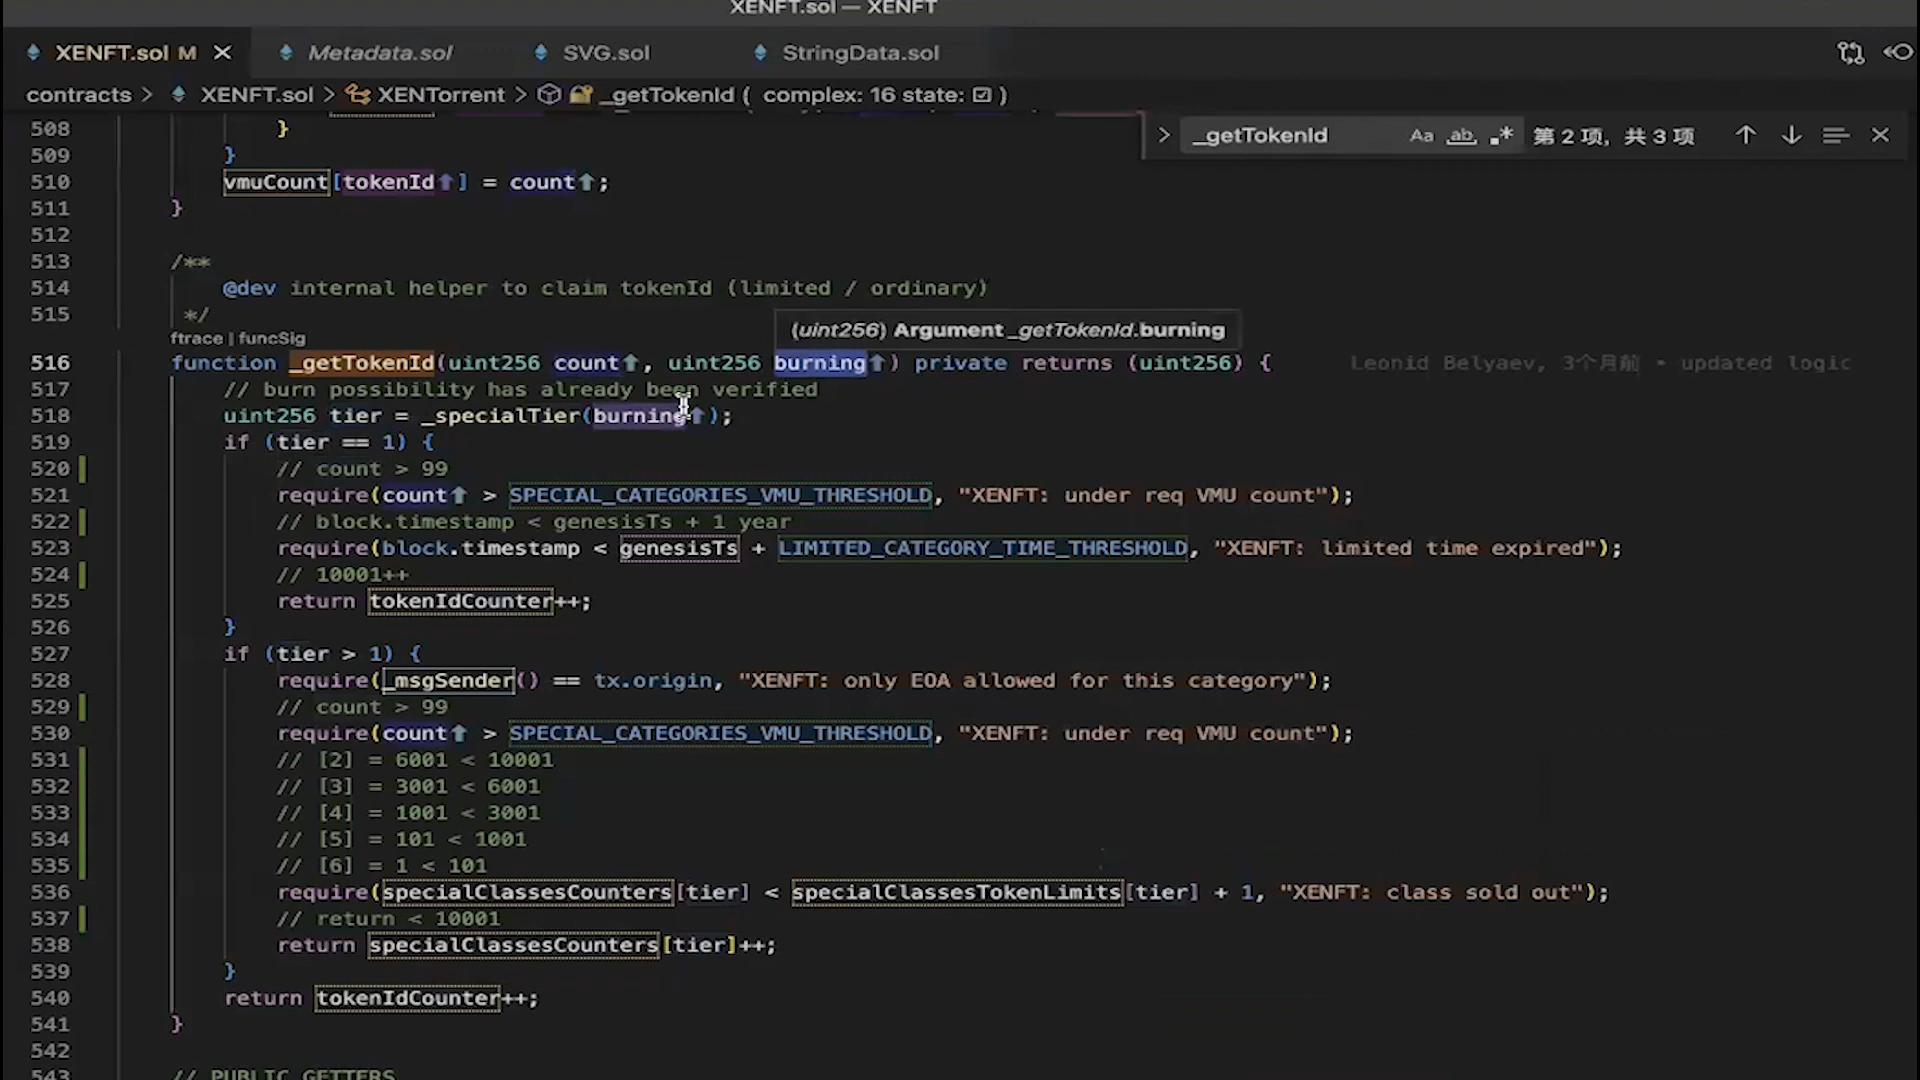 XENFT.sol — XENFT
XENFT.sol M
Metadata.sol
SVG.sol
StringData.sol
contracts > XENFT.sol > XENTorrent > _getTokenId ( complex: 16 state: ☑ )
_getTokenId
Aa
ab
.*
第 2 项, 共 3 项
508 }
509 }
510 vmuCount[tokenId⬆] = count⬆;
511 }
512
513 /**
514 @dev internal helper to claim tokenId (limited / ordinary)
515 */
(uint256) Argument _getTokenId.burning
ftrace | funcSig
516 function _getTokenId(uint256 count⬆, uint256 burning⬆) private returns (uint256) { Leonid Belyaev, 3个月前 • updated logic
517 // burn possibility has already been verified
518 uint256 tier = _specialTier(burning⬆);
519 if (tier == 1) {
520 // count > 99
521 require(count⬆ > SPECIAL_CATEGORIES_VMU_THRESHOLD, "XENFT: under req VMU count");
522 // block.timestamp < genesisTs + 1 year
523 require(block.timestamp < genesisTs + LIMITED_CATEGORY_TIME_THRESHOLD, "XENFT: limited time expired");
524 // 10001++
525 return tokenIdCounter++;
526 }
527 if (tier > 1) {
528 require(_msgSender() == tx.origin, "XENFT: only EOA allowed for this category");
529 // count > 99
530 require(count⬆ > SPECIAL_CATEGORIES_VMU_THRESHOLD, "XENFT: under req VMU count");
531 // [2] = 6001 < 10001
532 // [3] = 3001 < 6001
533 // [4] = 1001 < 3001
534 // [5] = 101 < 1001
535 // [6] = 1 < 101
536 require(specialClassesCounters[tier] < specialClassesTokenLimits[tier] + 1, "XENFT: class sold out");
537 // return < 10001
538 return specialClassesCounters[tier]++;
539 }
540 return tokenIdCounter++;
541 }
542
543 // PUBLIC GETTERS